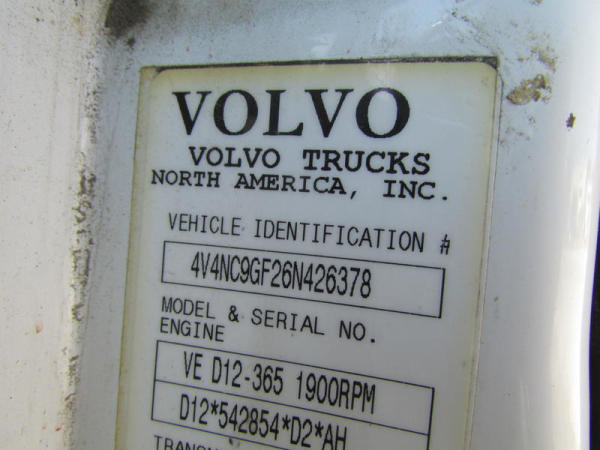 VOLVO
VOLVO TRUCKS
NORTH AMERICA, INC.
VEHICLE IDENTIFICATION #
4V4NC9GF26N426378
MODEL & SERIAL NO.
ENGINE
VE D12-365 1900RPM
D12*542854*D2*AH